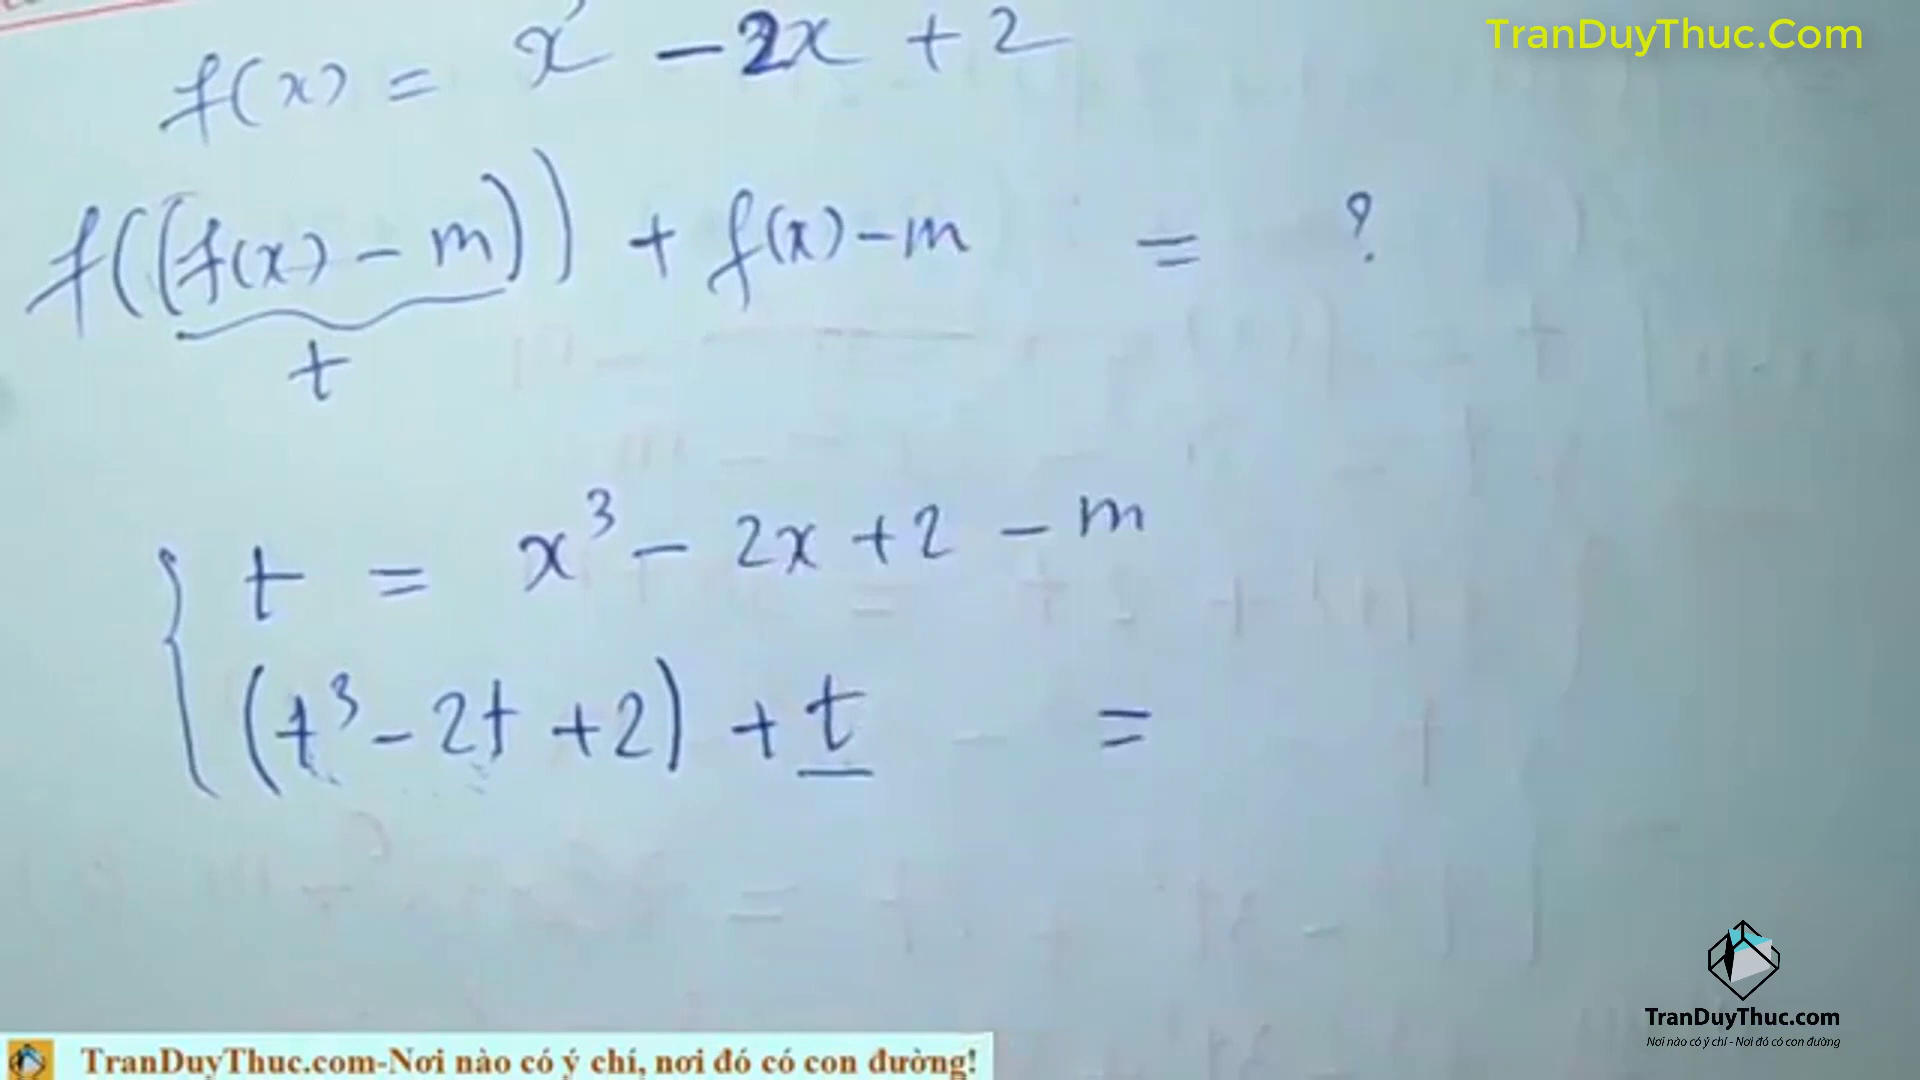 TranDuyThuc.Com
f(x) = x³ - 2x + 2
f((f(x) - m)) + f(x) - m = ?
t
t = x³ - 2x + 2 - m
(t³ - 2t + 2) + t =
TranDuyThuc.com
Nơi nào có ý chí - Nơi đó có con đường
TranDuyThuc.com-Nơi nào có ý chí, nơi đó có con đường!